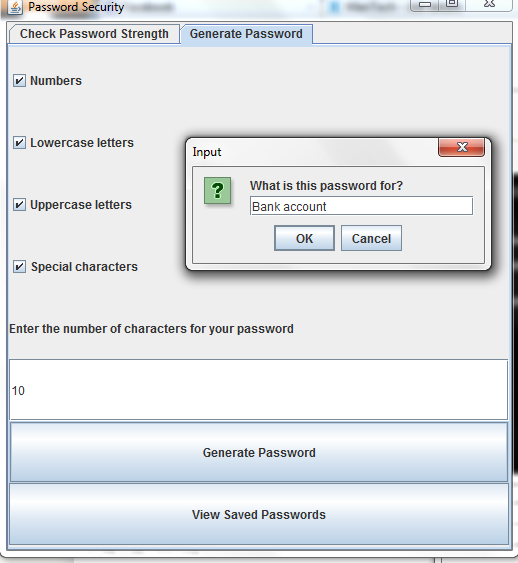 Password Security
Check Password Strength
Generate Password
Numbers
Lowercase letters
Uppercase letters
Special characters
Input
What is this password for?
Bank account
OK
Cancel
Enter the number of characters for your password
10
Generate Password
View Saved Passwords